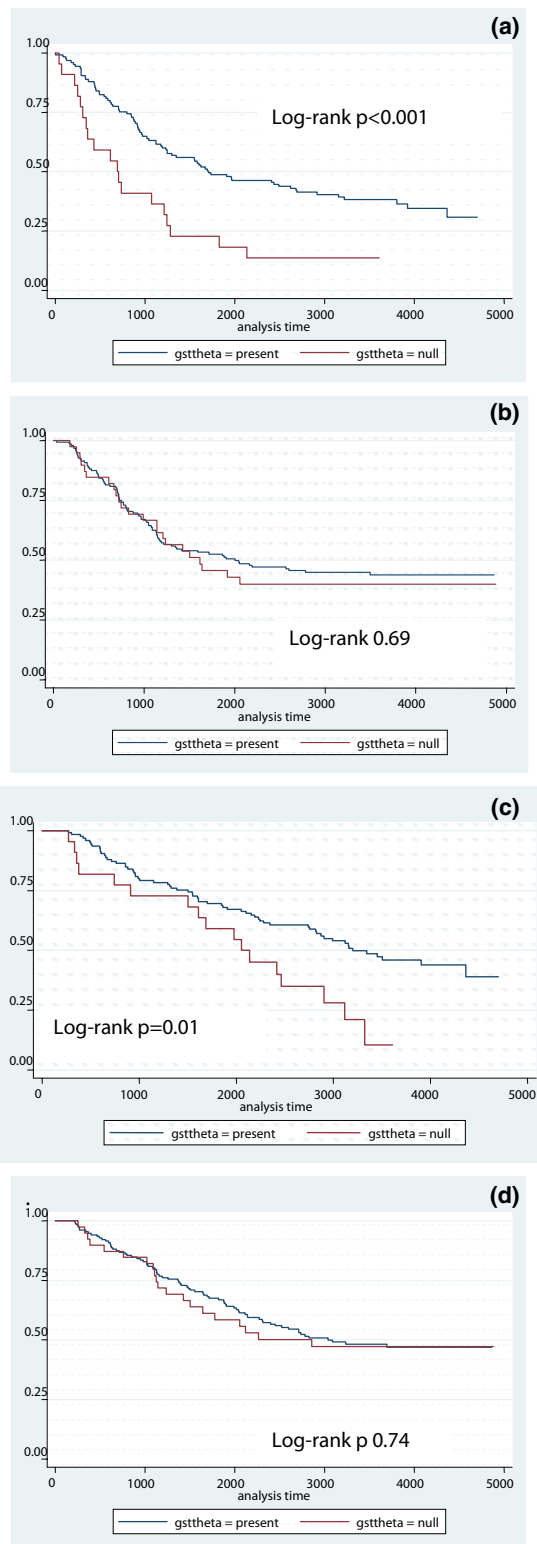 (a)
1.00
0.75
0.50
0.25
0.00
Log-rank p<0.001
0 1000 2000 3000 4000 5000
analysis time
gsttheta = present gsttheta = null
(b)
1.00
0.75
0.50
0.25
0.00
Log-rank 0.69
0 1000 2000 3000 4000 5000
analysis time
gsttheta = present gsttheta = null
(c)
1.00
0.75
0.50
0.25
0.00
Log-rank p=0.01
0 1000 2000 3000 4000 5000
analysis time
gsttheta = present gsttheta = null
(d)
.
1.00
0.75
0.50
0.25
0.00
Log-rank p 0.74
0 1000 2000 3000 4000 5000
analysis time
gsttheta = present gsttheta = null